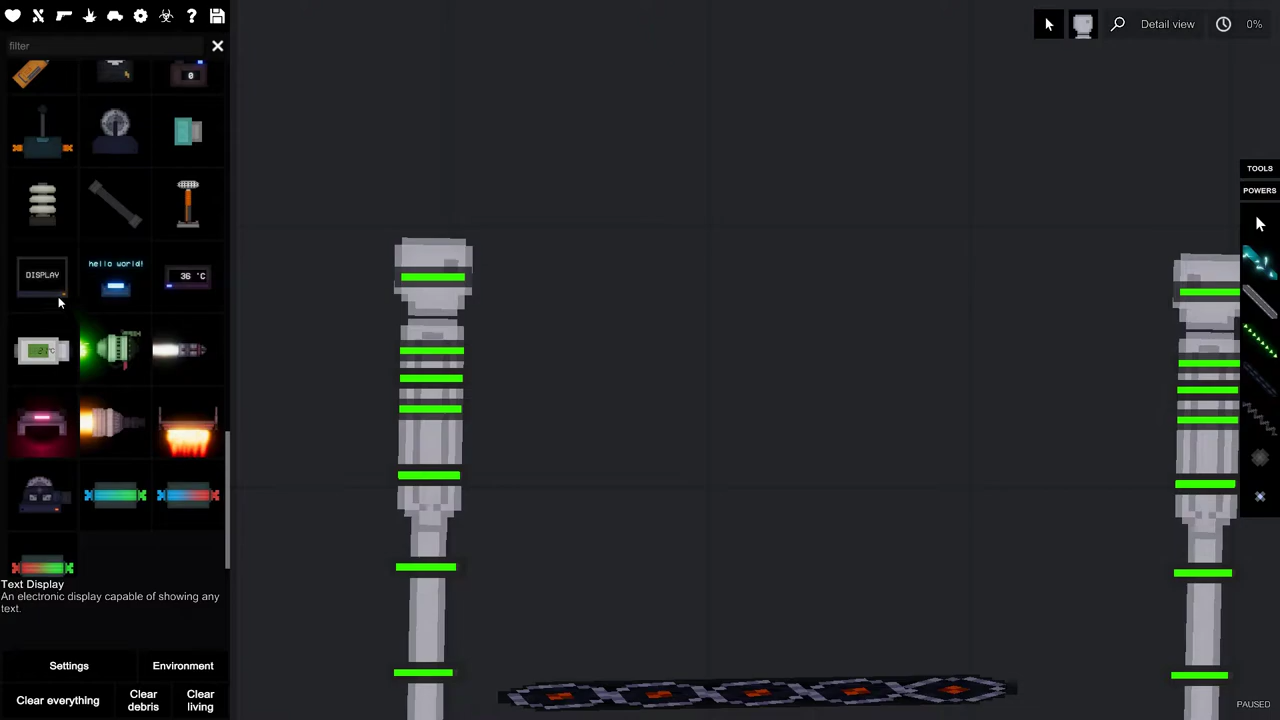 filter
Detail view
0%
0
TOOLS
POWERS
DISPLAY
hello world!
36 °C
Text Display
An electronic display capable of showing any
text.
Settings
Environment
Clear everything
Clear
debris
Clear
living
PAUSED